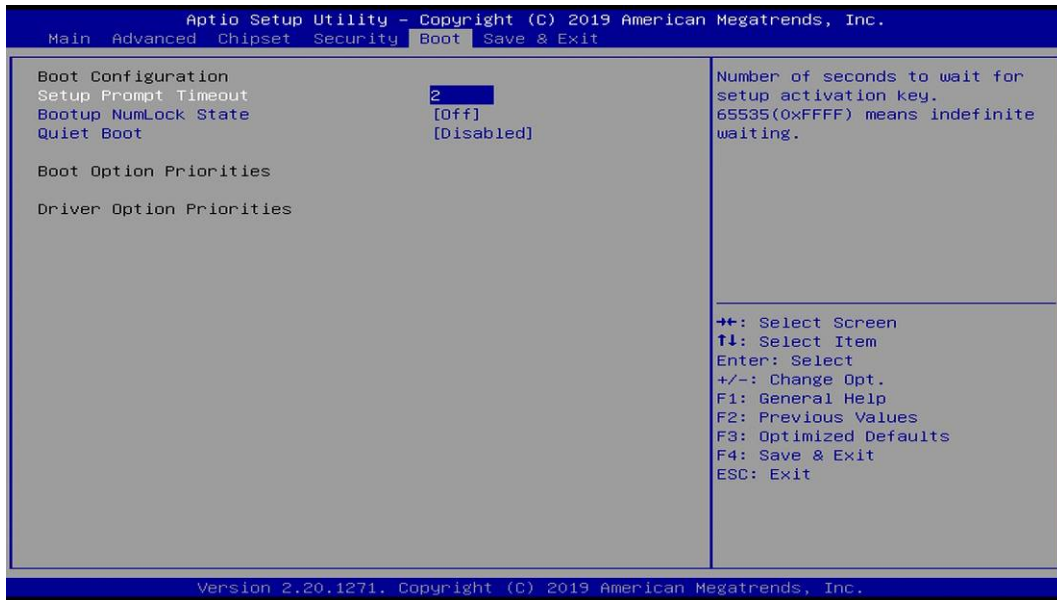 Aptio Setup Utility – Copyright (C) 2019 American Megatrends, Inc.
Main Advanced Chipset Security Boot Save & Exit
Boot Configuration
Setup Prompt Timeout 2
Bootup NumLock State [Off]
Quiet Boot [Disabled]
Boot Option Priorities
Driver Option Priorities
Number of seconds to wait for
setup activation key.
65535(0xFFFF) means indefinite
waiting.
→←: Select Screen
↑↓: Select Item
Enter: Select
+/-: Change Opt.
F1: General Help
F2: Previous Values
F3: Optimized Defaults
F4: Save & Exit
ESC: Exit
Version 2.20.1271. Copyright (C) 2019 American Megatrends, Inc.